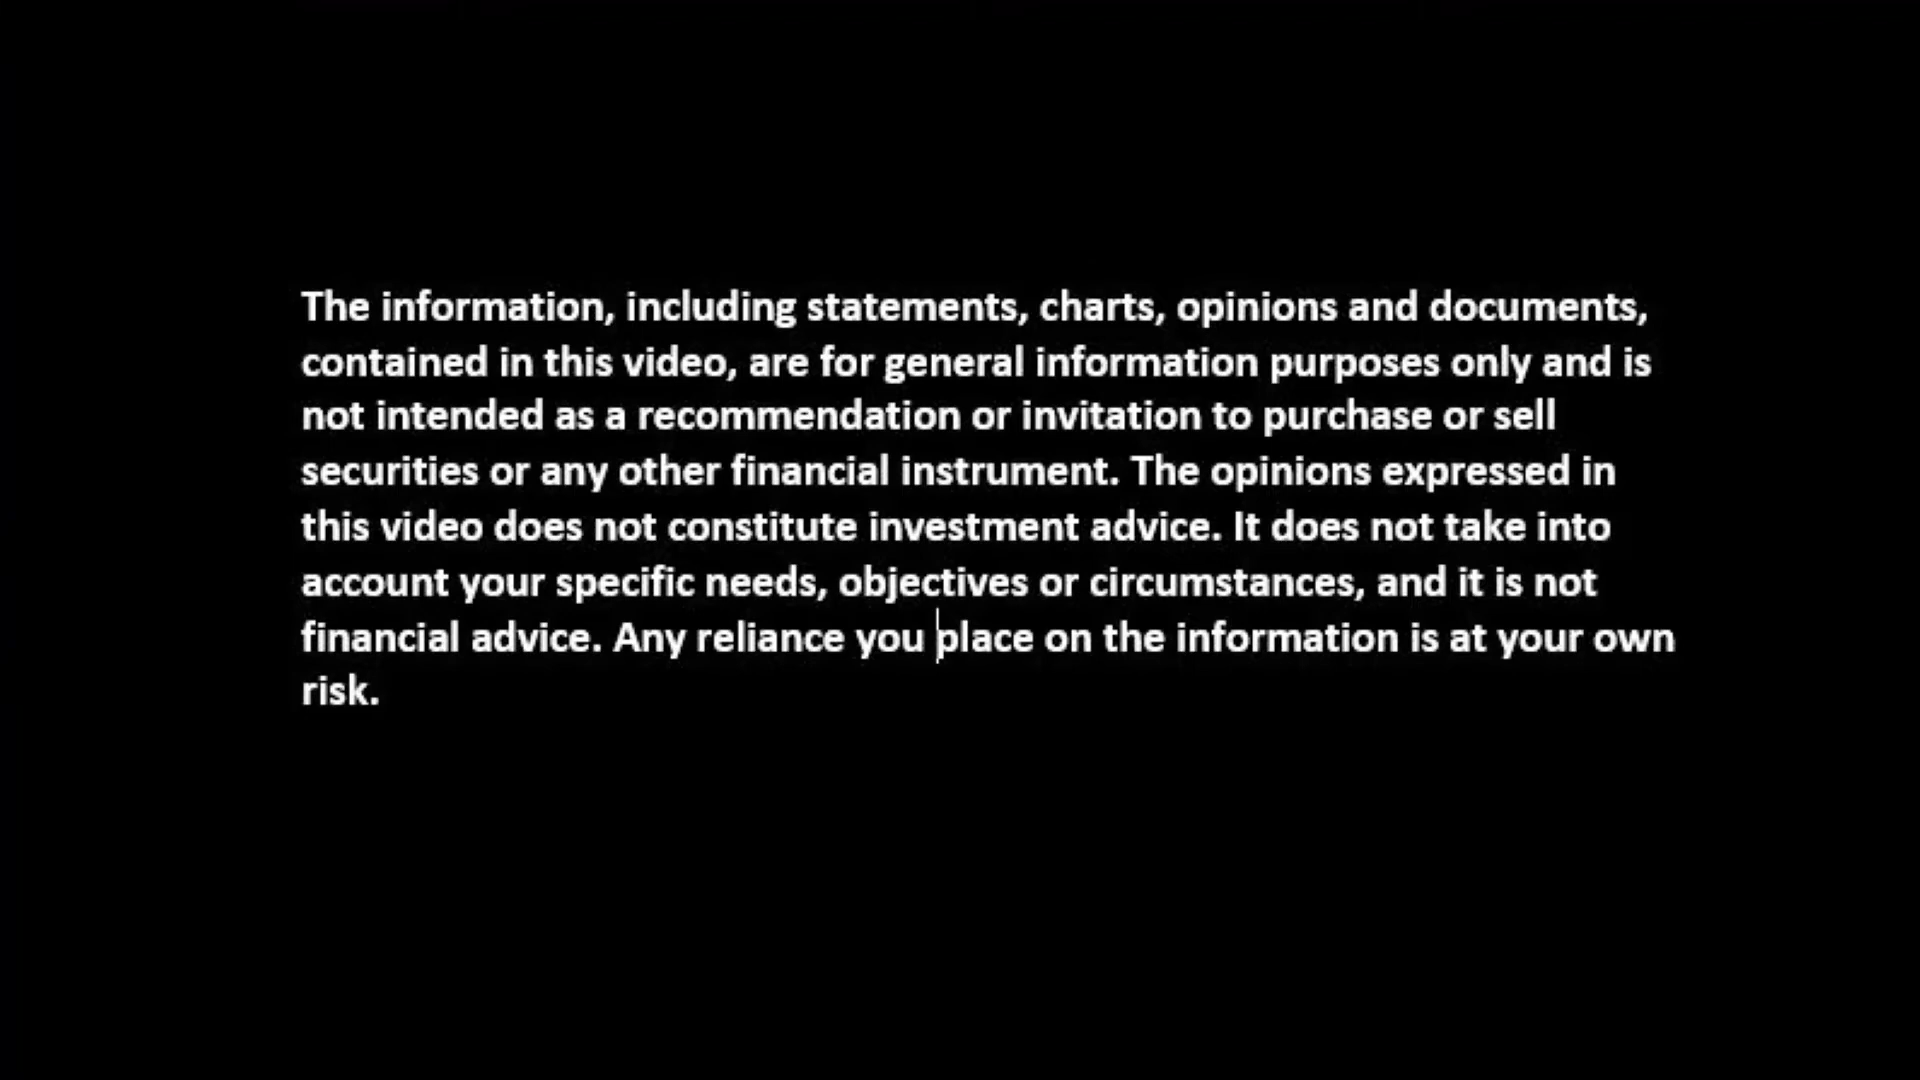 The information, including statements, charts, opinions and documents,
contained in this video, are for general information purposes only and is
not intended as a recommendation or invitation to purchase or sell
securities or any other financial instrument. The opinions expressed in
this video does not constitute investment advice. It does not take into
account your specific needs, objectives or circumstances, and it is not
financial advice. Any reliance you place on the information is at your own
risk.